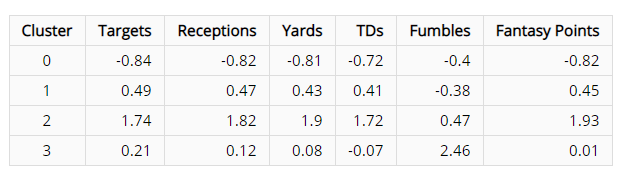 Cluster Targets Receptions Yards TDs Fumbles Fantasy Points
0 -0.84 -0.82 -0.81 -0.72 -0.4 -0.82
1 0.49 0.47 0.43 0.41 -0.38 0.45
2 1.74 1.82 1.9 1.72 0.47 1.93
3 0.21 0.12 0.08 -0.07 2.46 0.01